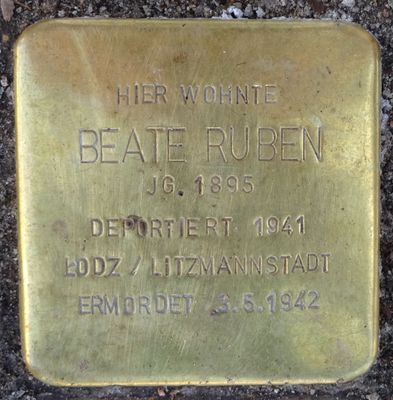 HIER WOHNTE
BEATE RUBEN
JG. 1895
DEPORTIERT 1941
ŁODZ / LITZMANNSTADT
ERMORDET 3.5.1942